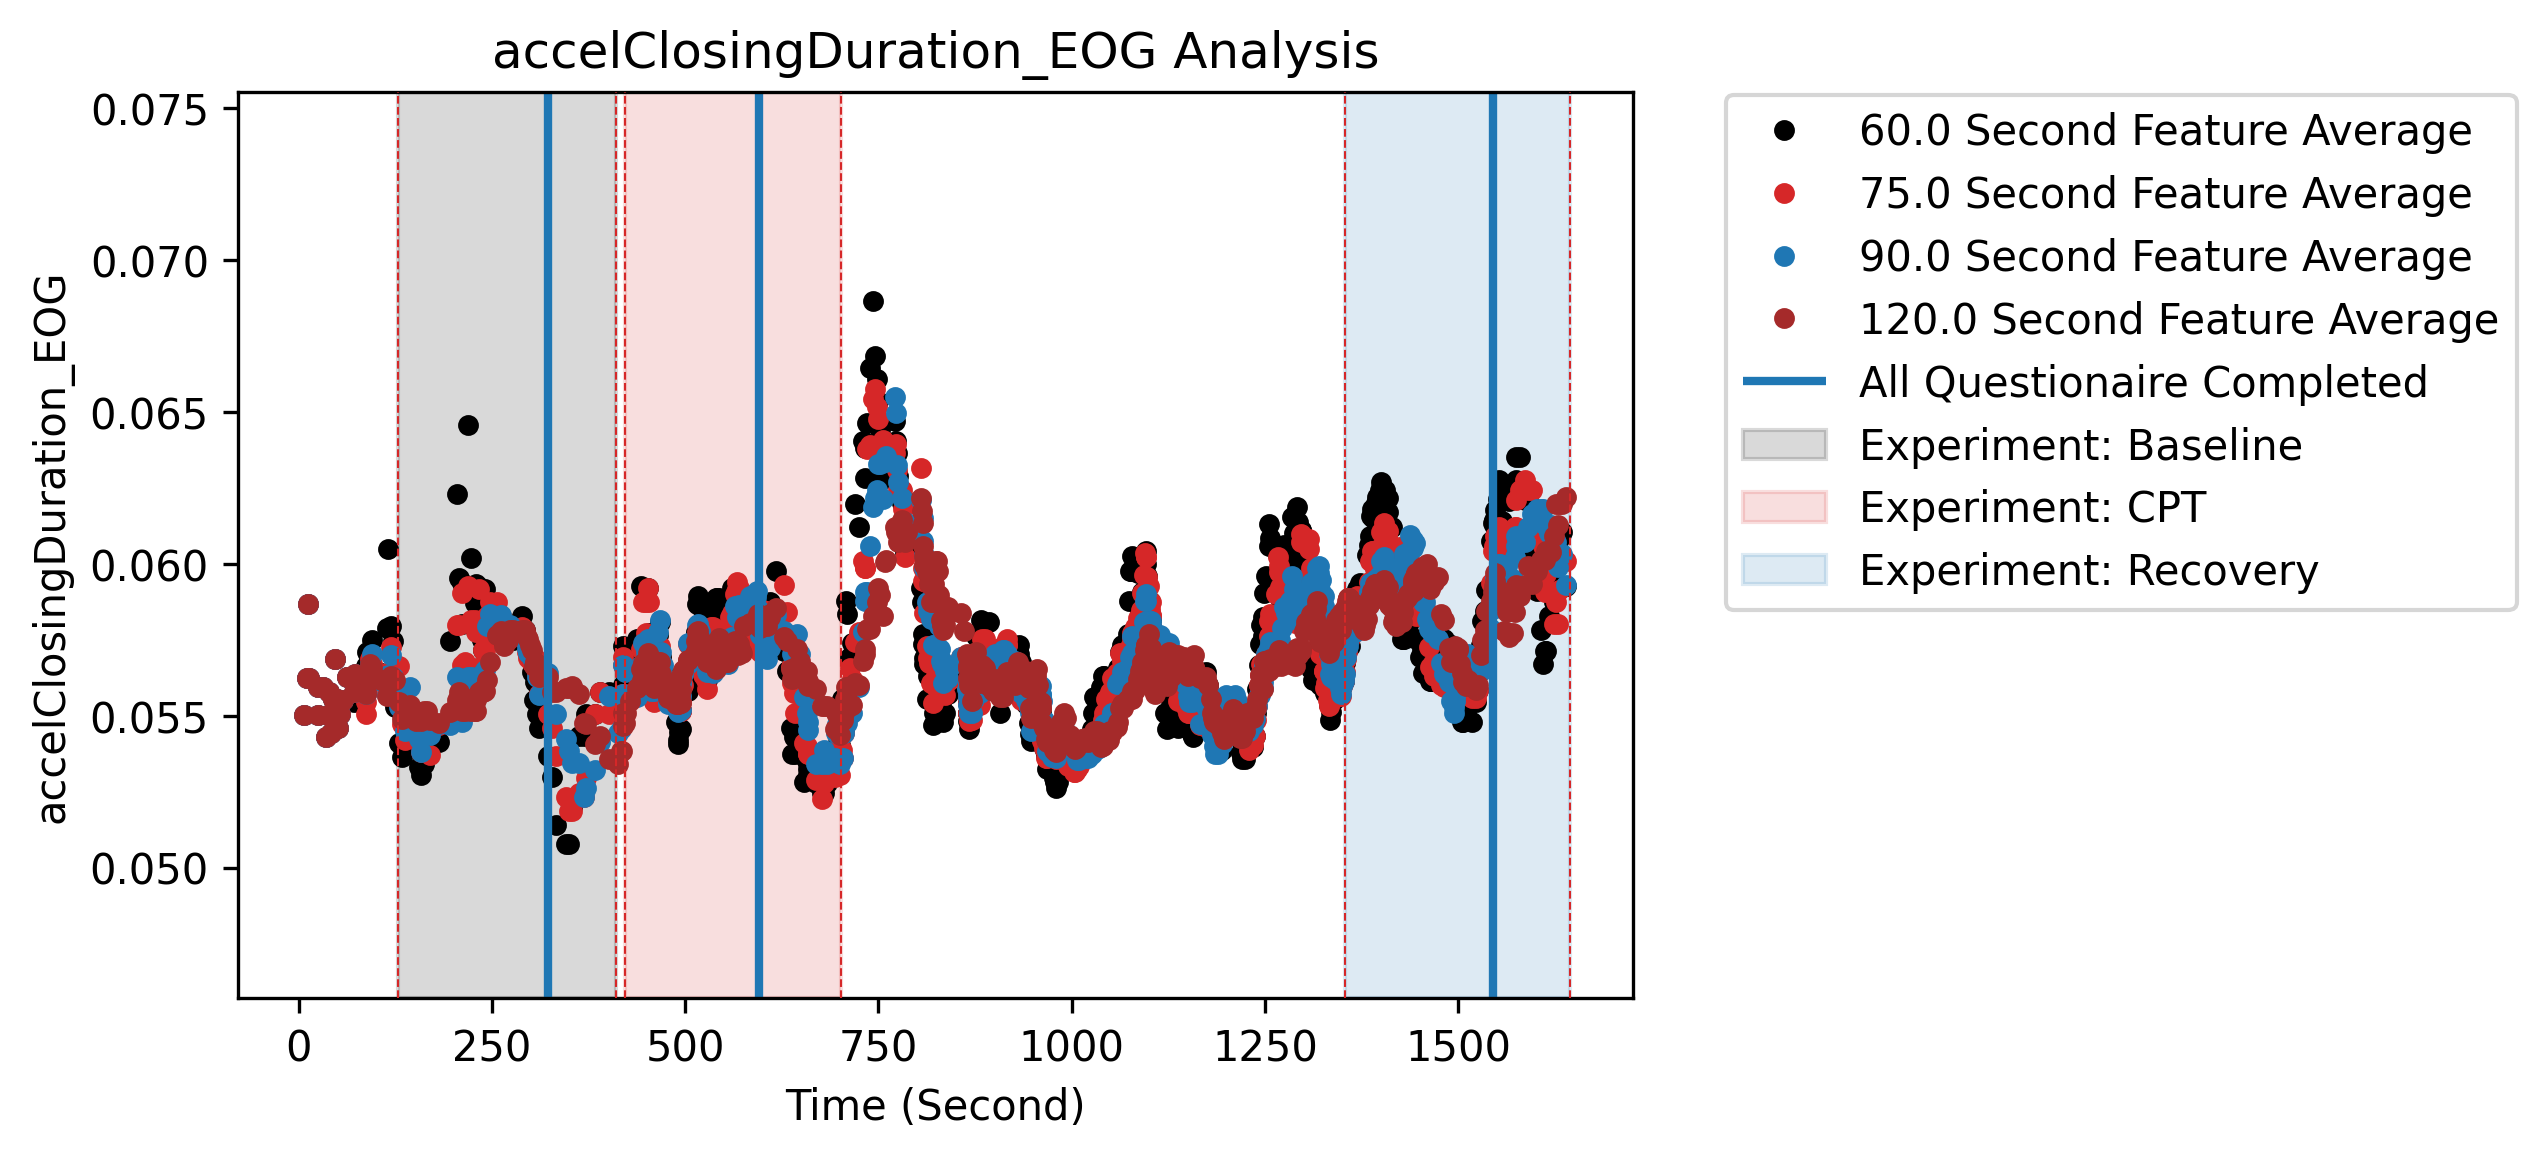 accelClosingDuration_EOG Analysis
accelClosingDuration_EOG
0.075
0.070
0.065
0.060
0.055
0.050
0
250
500
750
1000
1250
1500
Time (Second)
60.0 Second Feature Average
75.0 Second Feature Average
90.0 Second Feature Average
120.0 Second Feature Average
All Questionaire Completed
Experiment: Baseline
Experiment: CPT
Experiment: Recovery